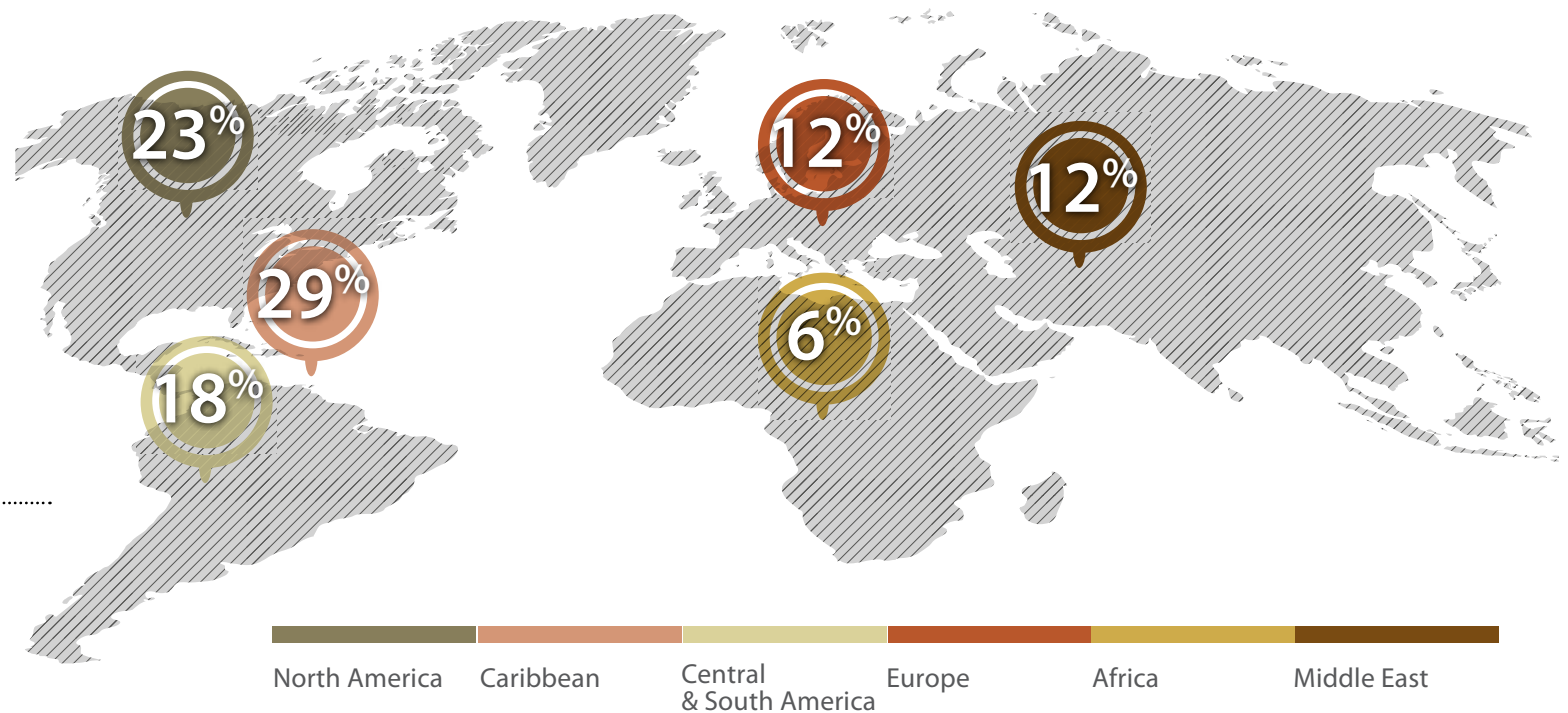 23%
12%
12%
29%
6%
18%
North America
Caribbean
Central
& South America
Europe
Africa
Middle East